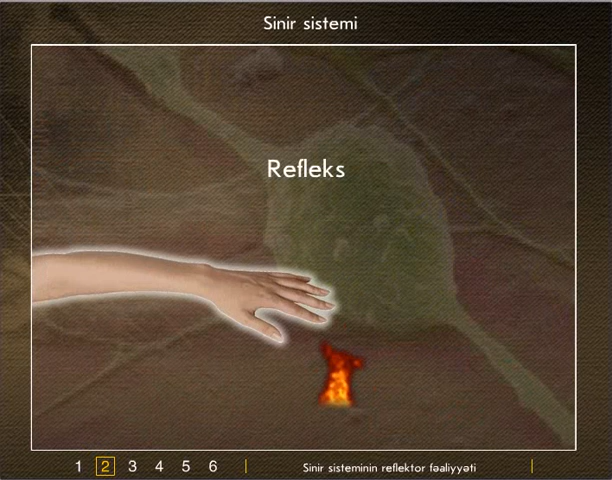 Sinir sistemi
Refleks
1 2 3 4 5 6
Sinir sisteminin reflektor fəaliyyəti